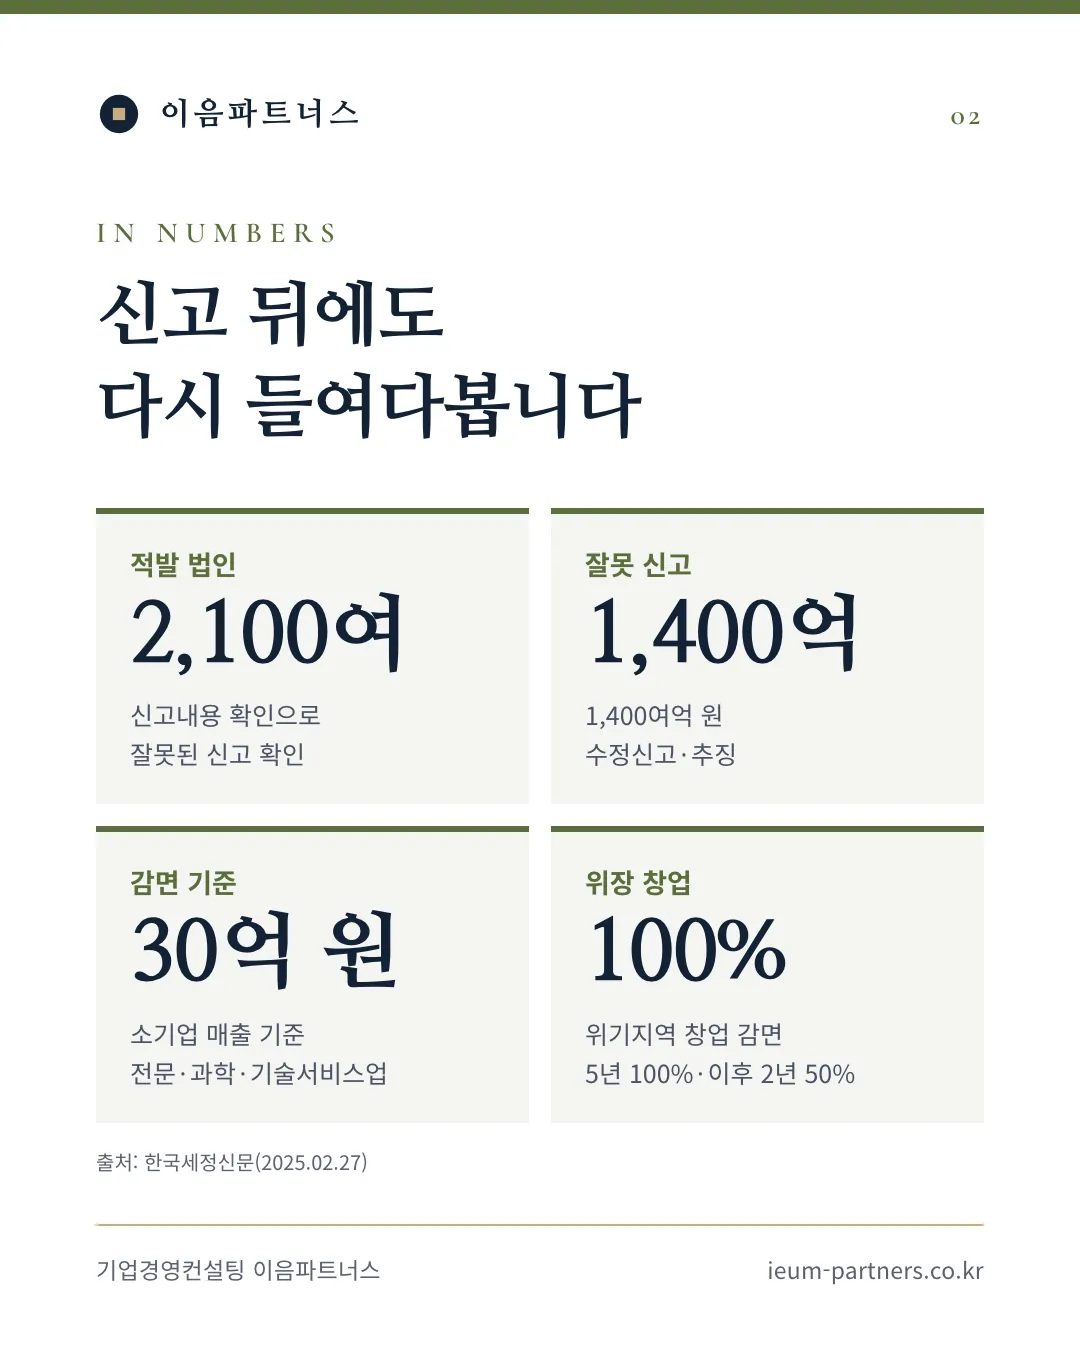 이음파트너스
02
IN NUMBERS
신고 뒤에도
다시 들여다봅니다
적발 법인
2,100여
신고내용 확인으로
잘못된 신고 확인
잘못 신고
1,400억
1,400여억 원
수정신고·추징
감면 기준
30억 원
소기업 매출 기준
전문·과학·기술서비스업
위장 창업
100%
위기지역 창업 감면
5년 100%·이후 2년 50%
출처: 한국세정신문(2025.02.27)
기업경영컨설팅 이음파트너스
ieum-partners.co.kr